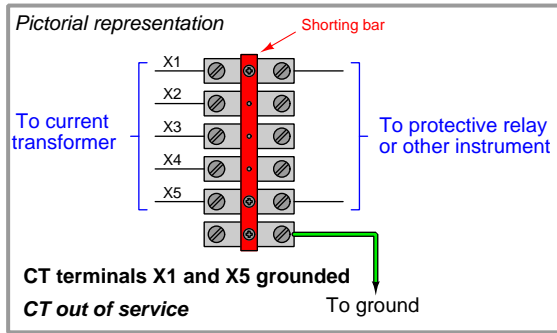 Pictorial representation
Shorting bar
X1
X2
X3
X4
X5
To current
transformer
To protective relay
or other instrument
CT terminals X1 and X5 grounded
CT out of service
To ground